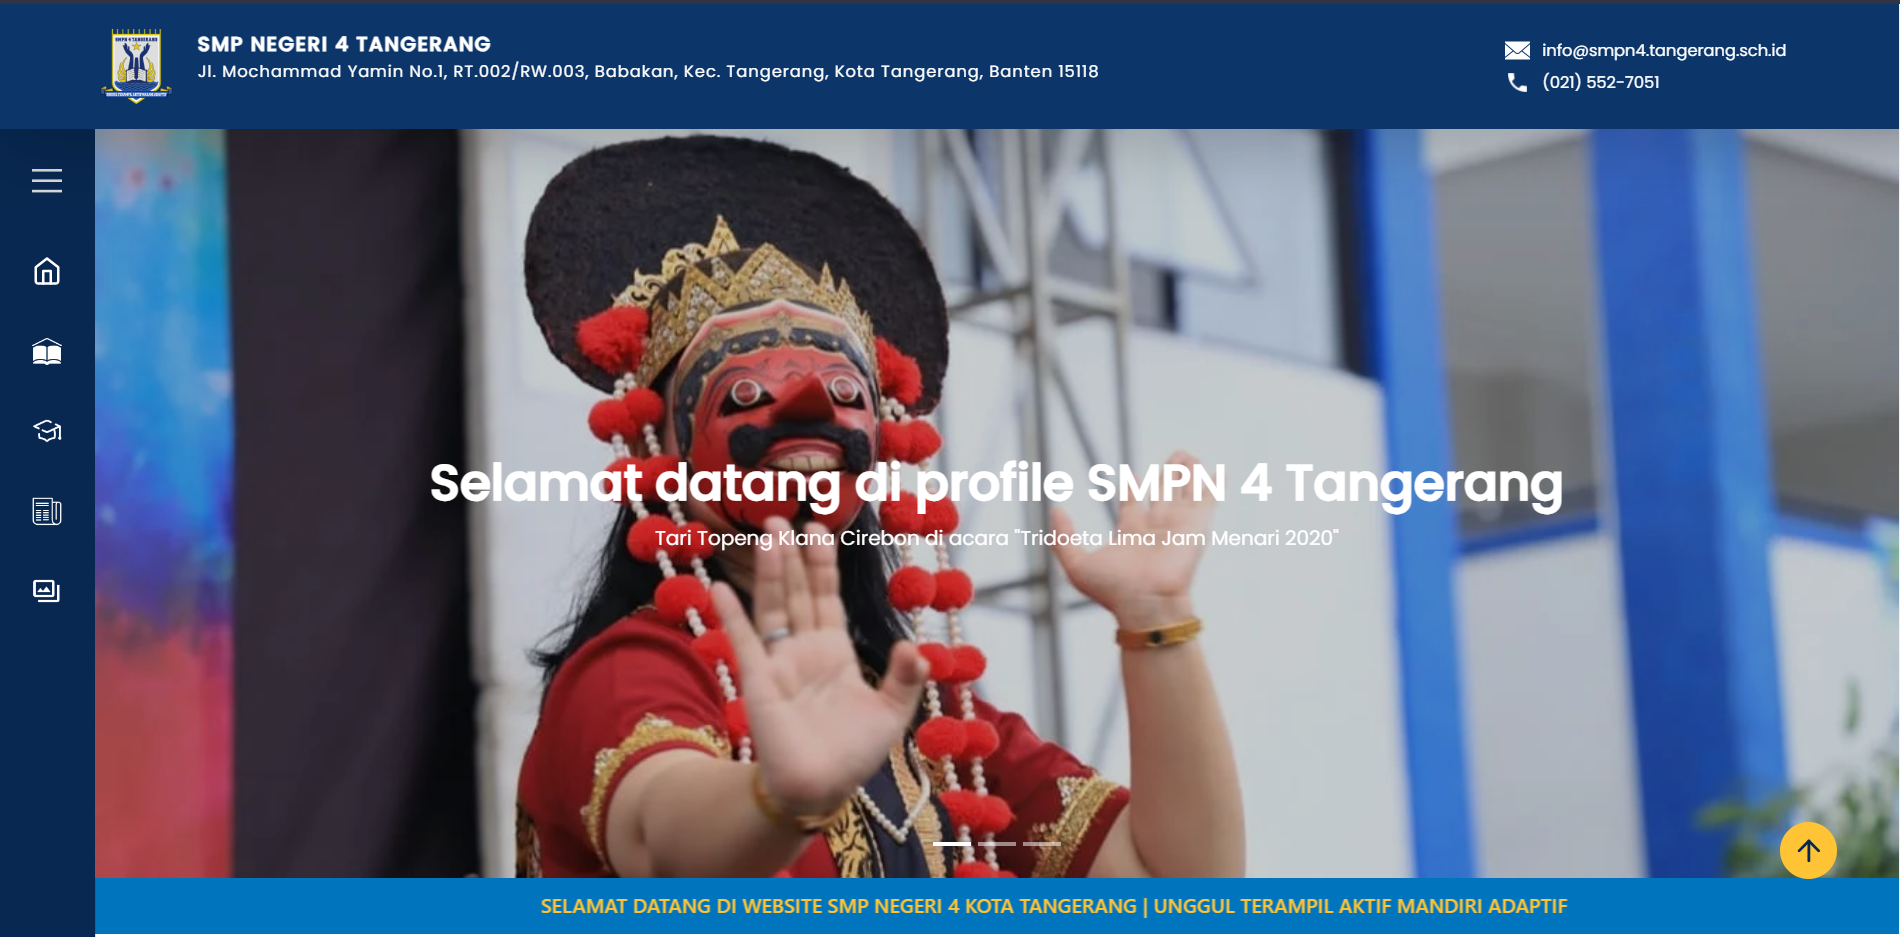 SMPN 4 TANGERANG
SMP NEGERI 4 TANGERANG
Jl. Mochammad Yamin No.1, RT.002/RW.003, Babakan, Kec. Tangerang, Kota Tangerang, Banten 15118
info@smpn4.tangerang.sch.id
(021) 552-7051
Selamat datang di profile SMPN 4 Tangerang
Tari Topeng Klana Cirebon di acara "Tridoeta Lima Jam Menari 2020"
SELAMAT DATANG DI WEBSITE SMP NEGERI 4 KOTA TANGERANG | UNGGUL TERAMPIL AKTIF MANDIRI ADAPTIF